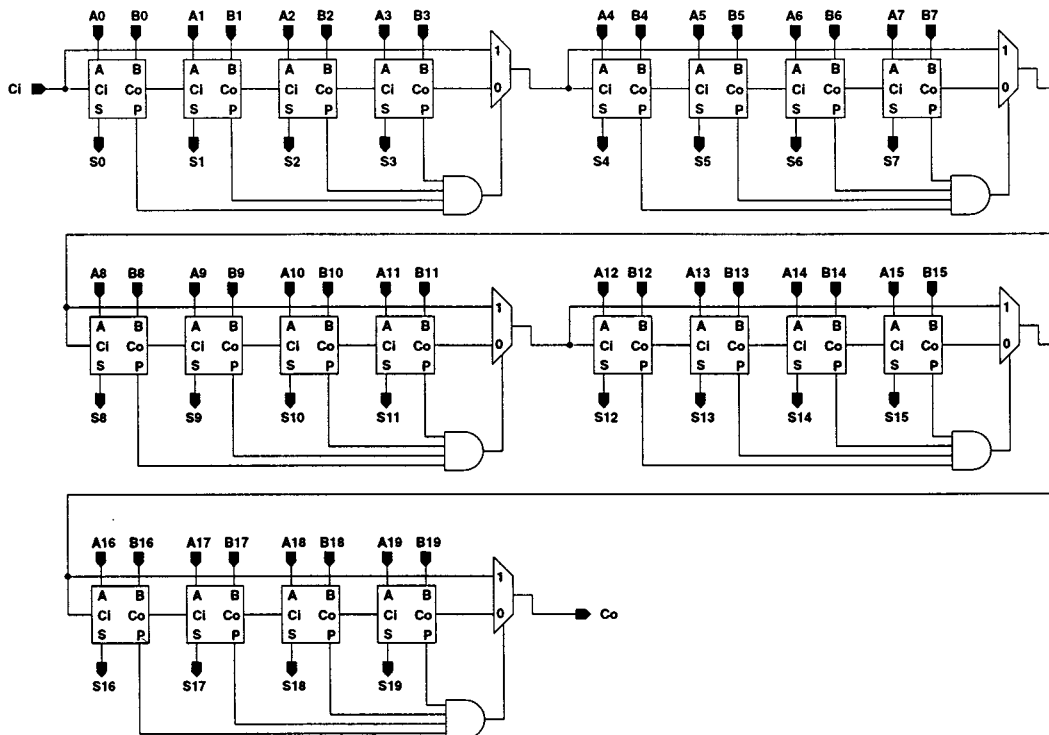 A0 B0 A1 B1 A2 B2 A3 B3 A4 B4 A5 B5 A6 B6 A7 B7
1 1
A B A B A B A B A B A B A B A B
Ci Ci Co Ci Co Ci Co Ci Co 0 Ci Co Ci Co Ci Co Ci Co 0
S P S P S P S P S P S P S P S P
S0 S1 S2 S3 S4 S5 S6 S7
A8 B8 A9 B9 A10 B10 A11 B11 A12 B12 A13 B13 A14 B14 A15 B15
1 1
A B A B A B A B A B A B A B A B
Ci Co Ci Co Ci Co Ci Co 0 Ci Co Ci Co Ci Co Ci Co 0
S P S P S P S P S P S P S P S P
S8 S9 S10 S11 S12 S13 S14 S15
A16 B16 A17 B17 A18 B18 A19 B19
1
A B A B A B A B
Ci Co Ci Co Ci Co Ci Co 0 Co
S P S P S P S P
S16 S17 S18 S19